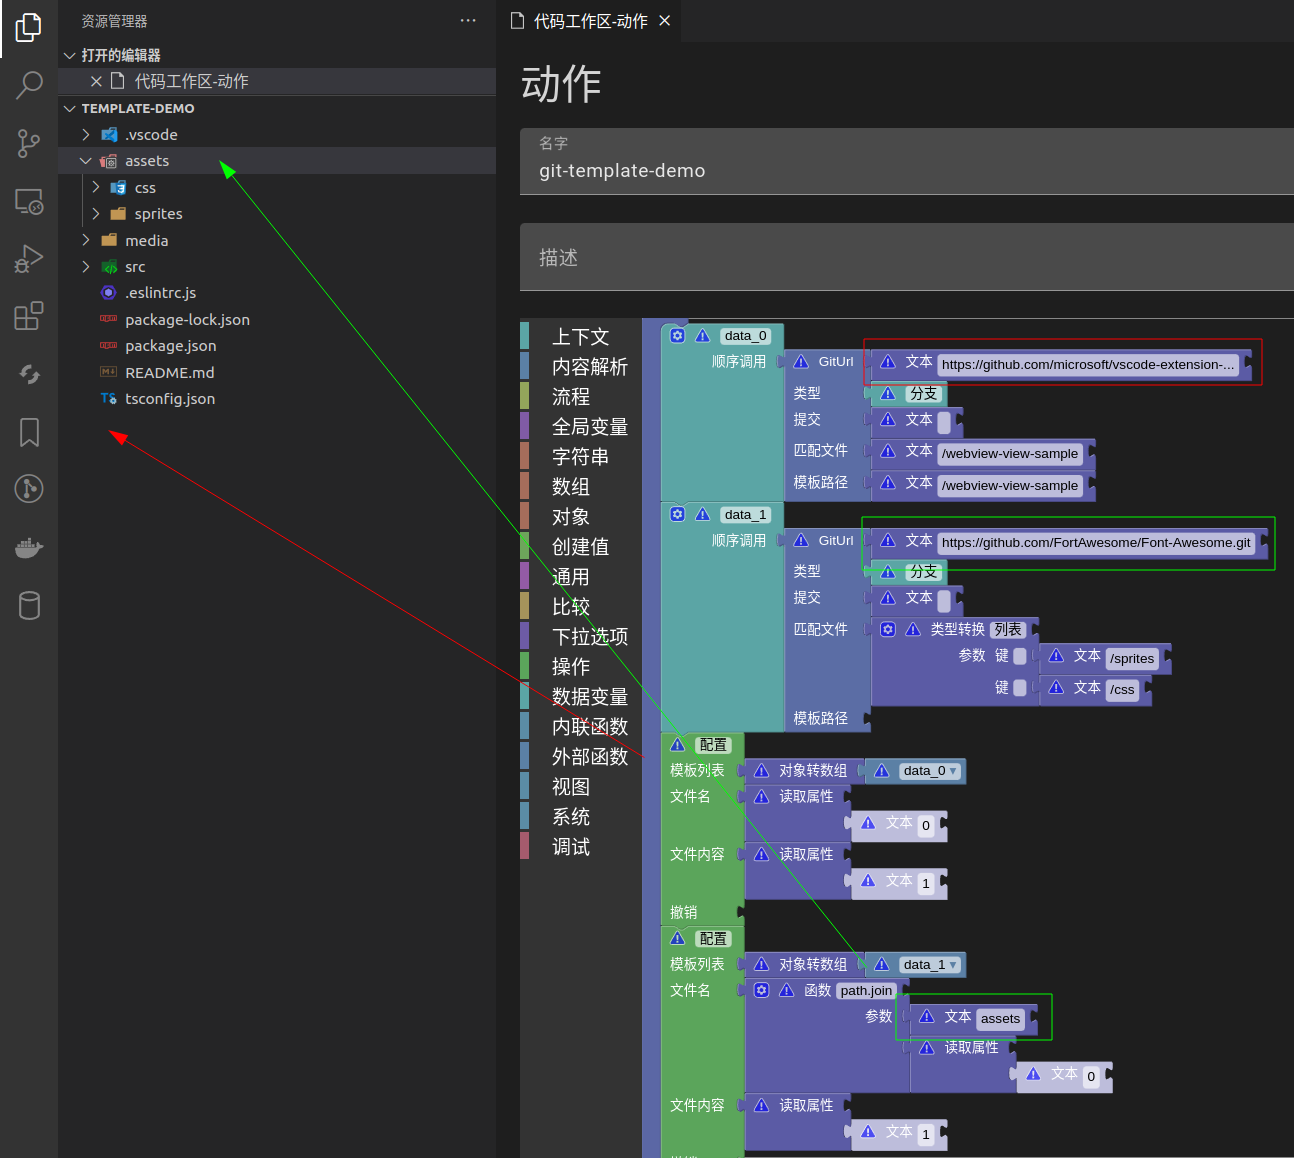 资源管理器
打开的编辑器
代码工作区-动作
TEMPLATE-DEMO
.vscode
assets
css
sprites
media
src
.eslintrc.js
package-lock.json
package.json
README.md
tsconfig.json
代码工作区-动作
动作
名字
git-template-demo
描述
上下文
内容解析
流程
全局变量
字符串
数组
对象
创建值
通用
比较
下拉选项
操作
数据变量
内联函数
外部函数
视图
系统
调试
data_0
顺序调用 GitUrl 文本 https://github.com/microsoft/vscode-extension-...
类型 分支
提交 文本
匹配文件 文本 /webview-view-sample
模板路径 文本 /webview-view-sample
data_1
顺序调用 GitUrl 文本 https://github.com/FortAwesome/Font-Awesome.git
类型 分支
提交 文本
匹配文件 类型转换 列表
参数 键 文本 /sprites
键 文本 /css
模板路径
配置
模板列表 对象转数组 data_0
文件名 读取属性
文本 0
文件内容 读取属性
文本 1
撤销
配置
模板列表 对象转数组 data_1
文件名 函数 path.join
参数 文本 assets
读取属性
文本 0
文件内容 读取属性
文本 1